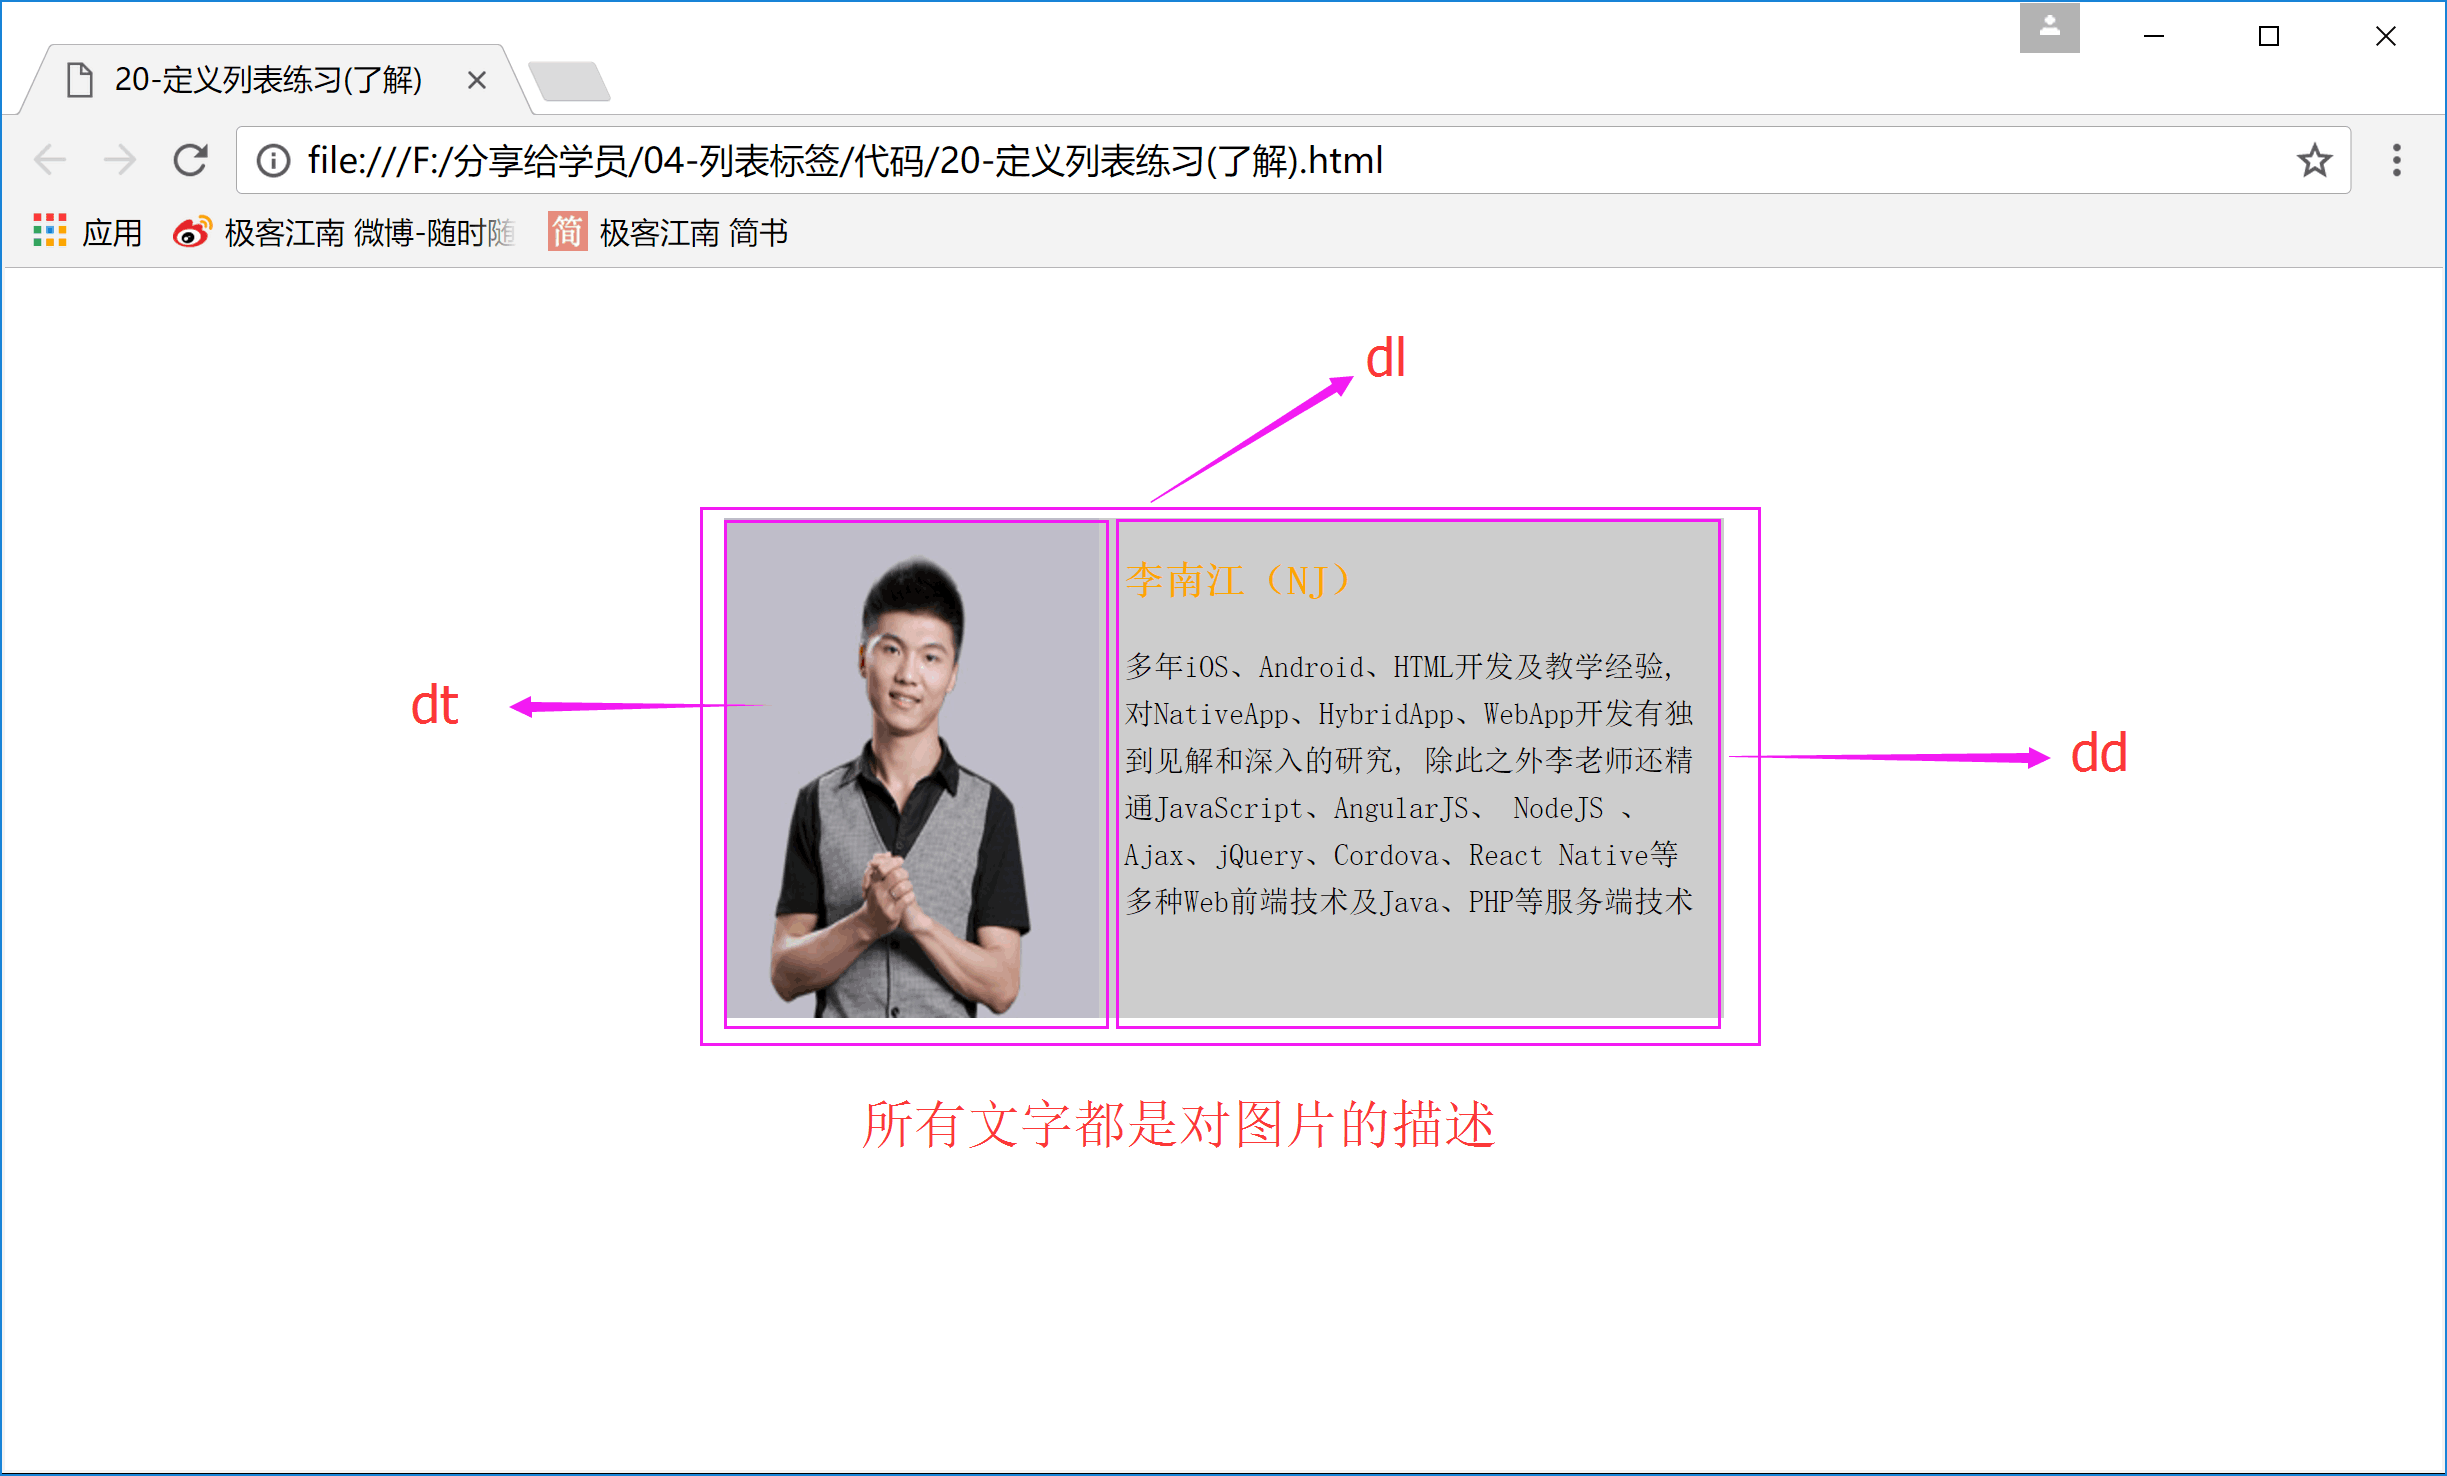 20-定义列表练习(了解)
file:///F:/分享给学员/04-列表标签/代码/20-定义列表练习(了解).html
应用
极客江南 微博-随时随
简
极客江南 简书
dl
李南江（NJ）
多年iOS、Android、HTML开发及教学经验,
dt
对NativeApp、HybridApp、WebApp开发有独
到见解和深入的研究, 除此之外李老师还精
dd
通JavaScript、AngularJS、 NodeJS 、
Ajax、jQuery、Cordova、React Native等
多种Web前端技术及Java、PHP等服务端技术
所有文字都是对图片的描述